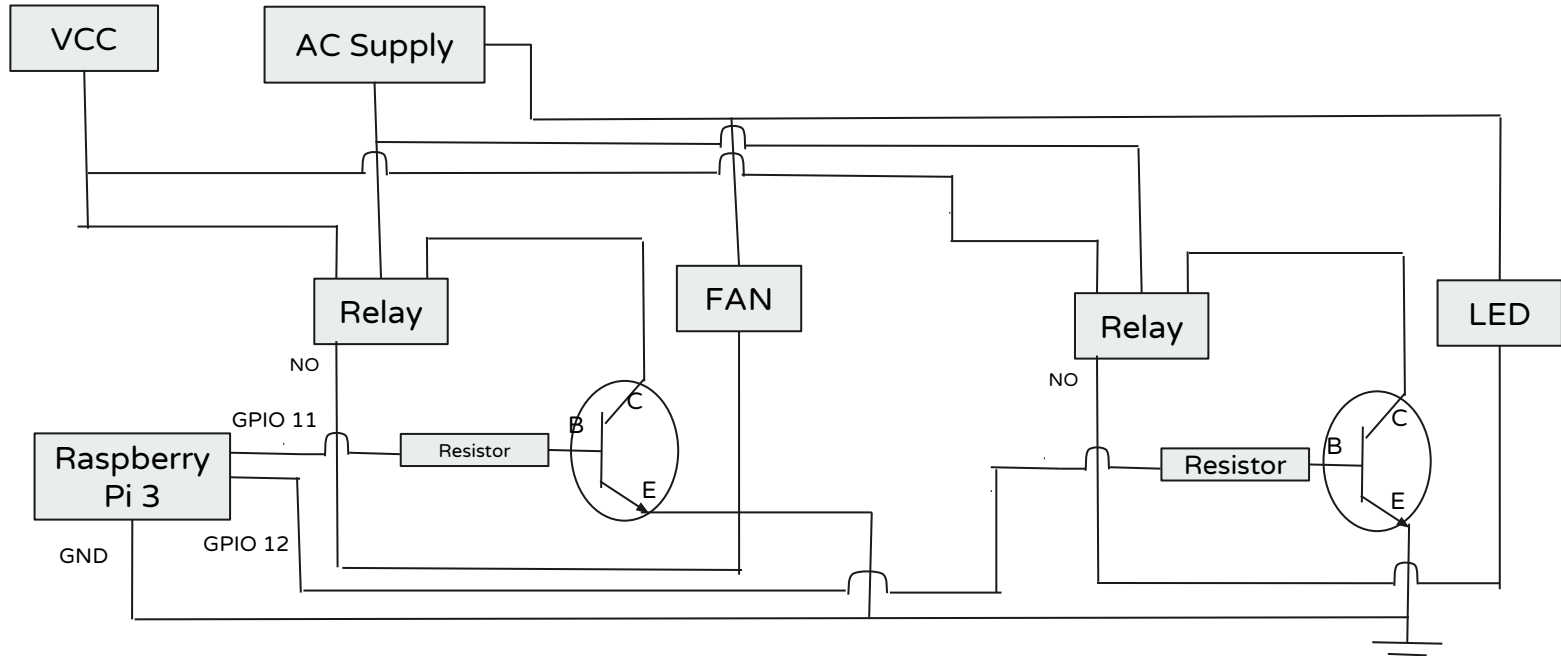 VCC
AC Supply
Relay
FAN
Relay
LED
NO
NO
GPIO 11
B
C
E
Resistor
B
C
E
Resistor
Raspberry
Pi 3
GPIO 12
GND